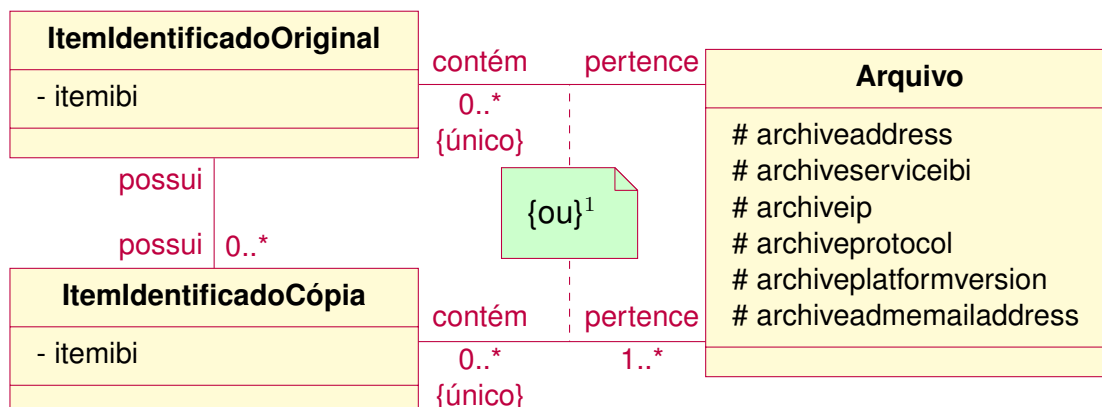 ItemIdentificadoOriginal
- itemibi
contém
0..*
{único}
pertence
Arquivo
# archiveaddress
# archiveserviceibi
# archiveip
# archiveprotocol
# archiveplatformversion
# archiveadmemailaddress
possui
{ou}¹
possui
0..*
ItemIdentificadoCópia
- itemibi
contém
0..*
{único}
pertence
1..*